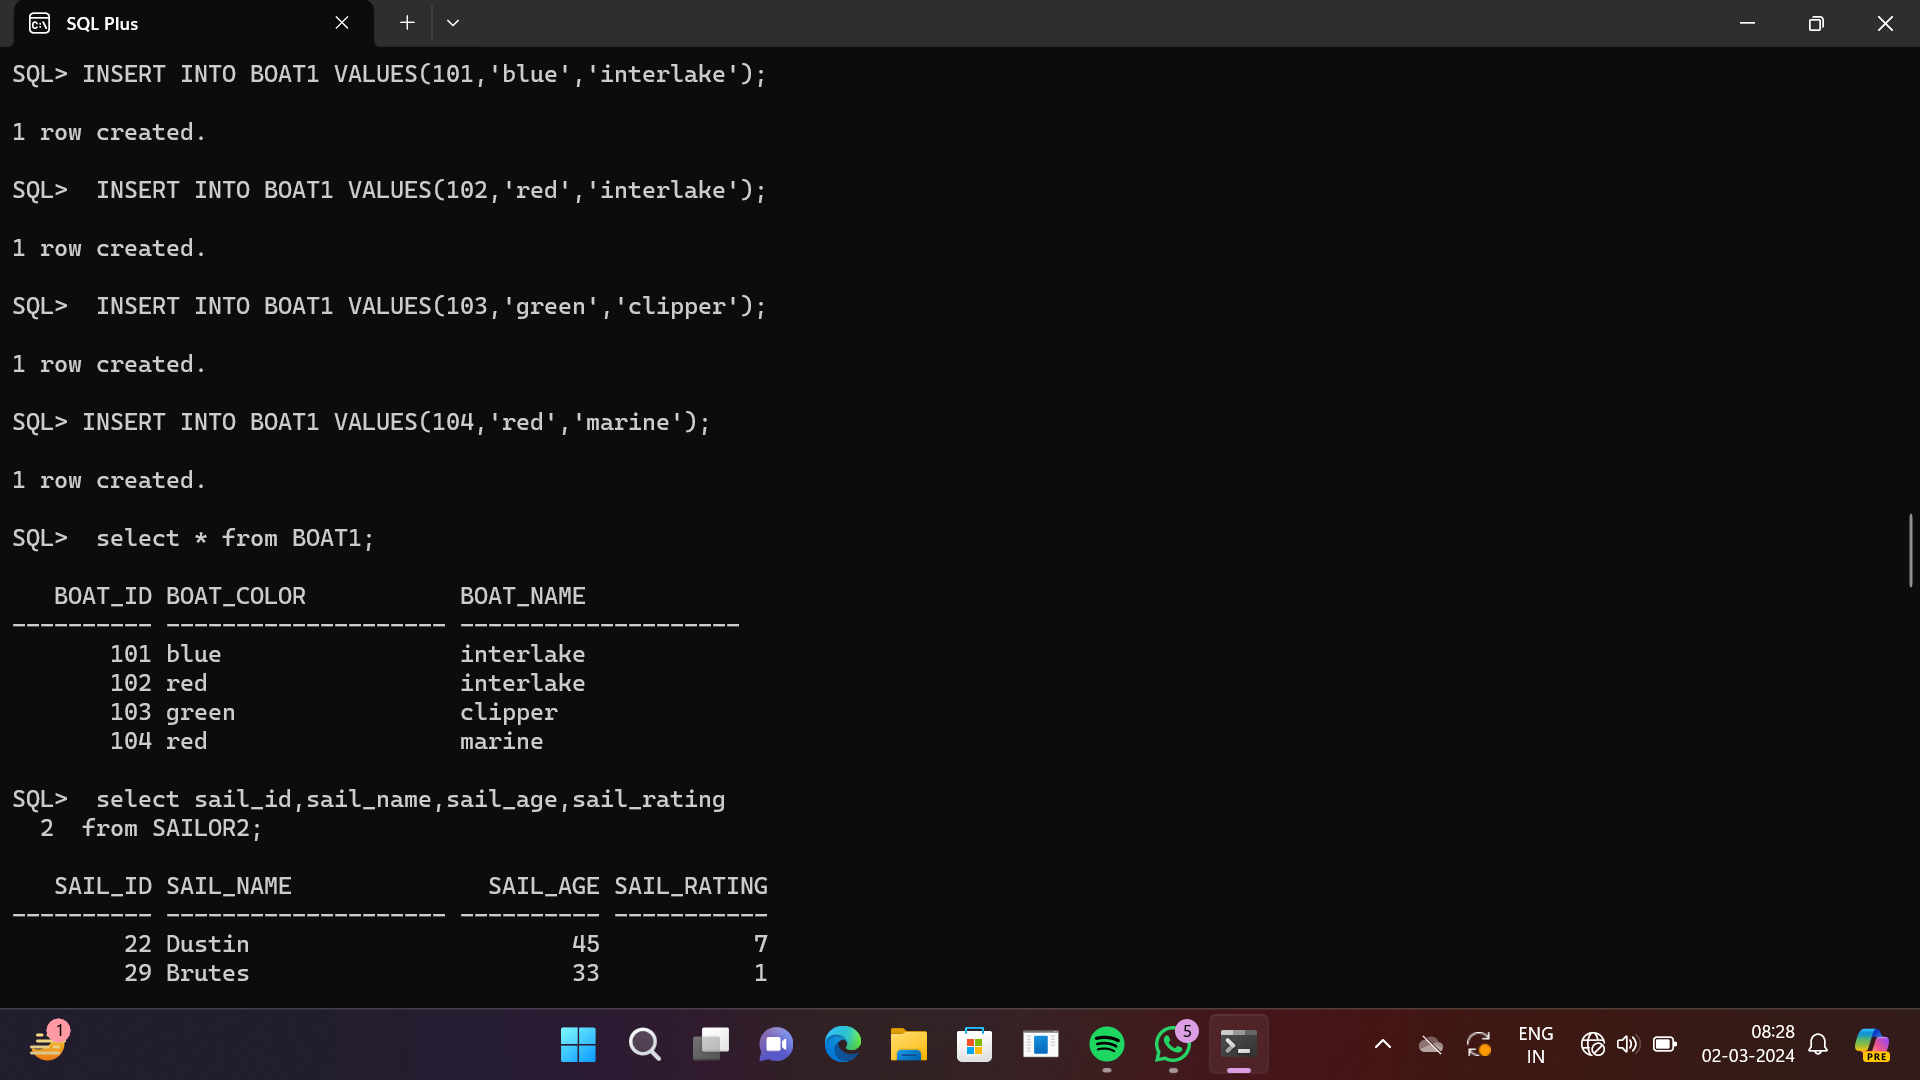 SQL Plus
SQL> INSERT INTO BOAT1 VALUES(101,'blue','interlake');
1 row created.
SQL>  INSERT INTO BOAT1 VALUES(102,'red','interlake');
1 row created.
SQL>  INSERT INTO BOAT1 VALUES(103,'green','clipper');
1 row created.
SQL> INSERT INTO BOAT1 VALUES(104,'red','marine');
1 row created.
SQL>  select * from BOAT1;
   BOAT_ID BOAT_COLOR           BOAT_NAME
---------- -------------------- --------------------
       101 blue                 interlake
       102 red                  interlake
       103 green                clipper
       104 red                  marine
SQL>  select sail_id,sail_name,sail_age,sail_rating
  2  from SAILOR2;
   SAIL_ID SAIL_NAME              SAIL_AGE SAIL_RATING
---------- -------------------- ---------- -----------
        22 Dustin                       45           7
        29 Brutes                       33           1
1
5
ENG
IN
08:28
02-03-2024
PRE